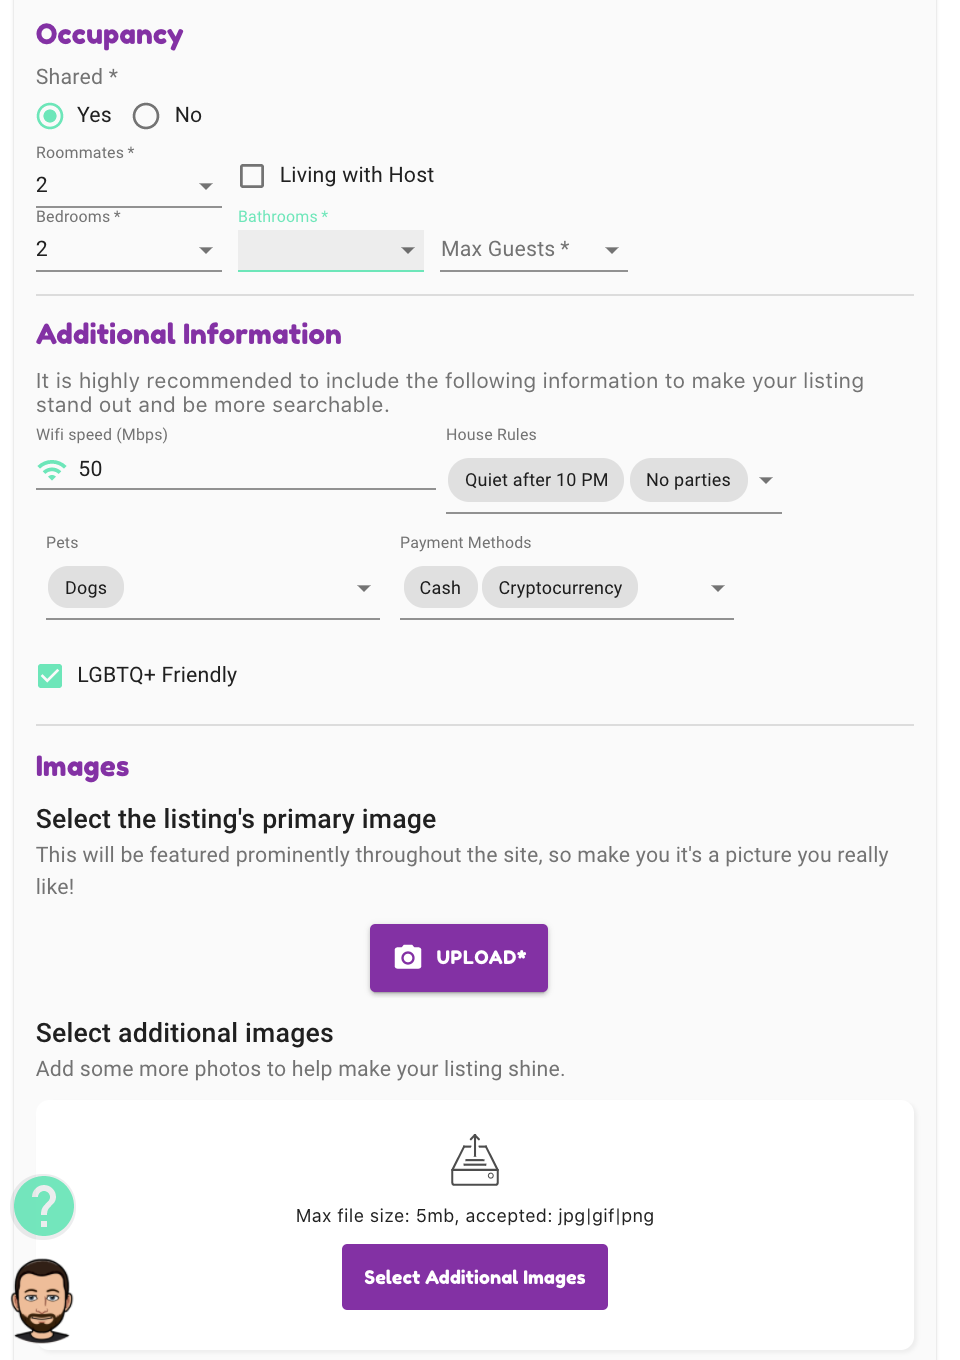 Occupancy
Shared *
Yes No
Roommates *
2
Living with Host
Bedrooms * Bathrooms *
2 Max Guests *
Additional Information
It is highly recommended to include the following information to make your listing
stand out and be more searchable.
Wifi speed (Mbps) House Rules
50
Quiet after 10 PM No parties
Pets Payment Methods
Dogs Cash Cryptocurrency
LGBTQ+ Friendly
Images
Select the listing's primary image
This will be featured prominently throughout the site, so make you it's a picture you really
like!
UPLOAD*
Select additional images
Add some more photos to help make your listing shine.
Max file size: 5mb, accepted: jpg|gif|png
?
Select Additional Images